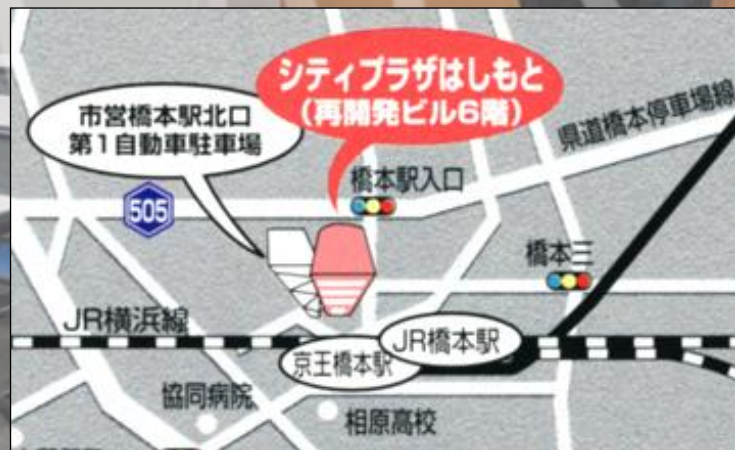 シティプラザはしもと
(再開発ビル6階)
市営橋本駅北口
第1自動車駐車場
県道橋本停車場線
橋本駅入口
505
橋本三
JR横浜線
京王橋本駅
JR橋本駅
協同病院
相原高校